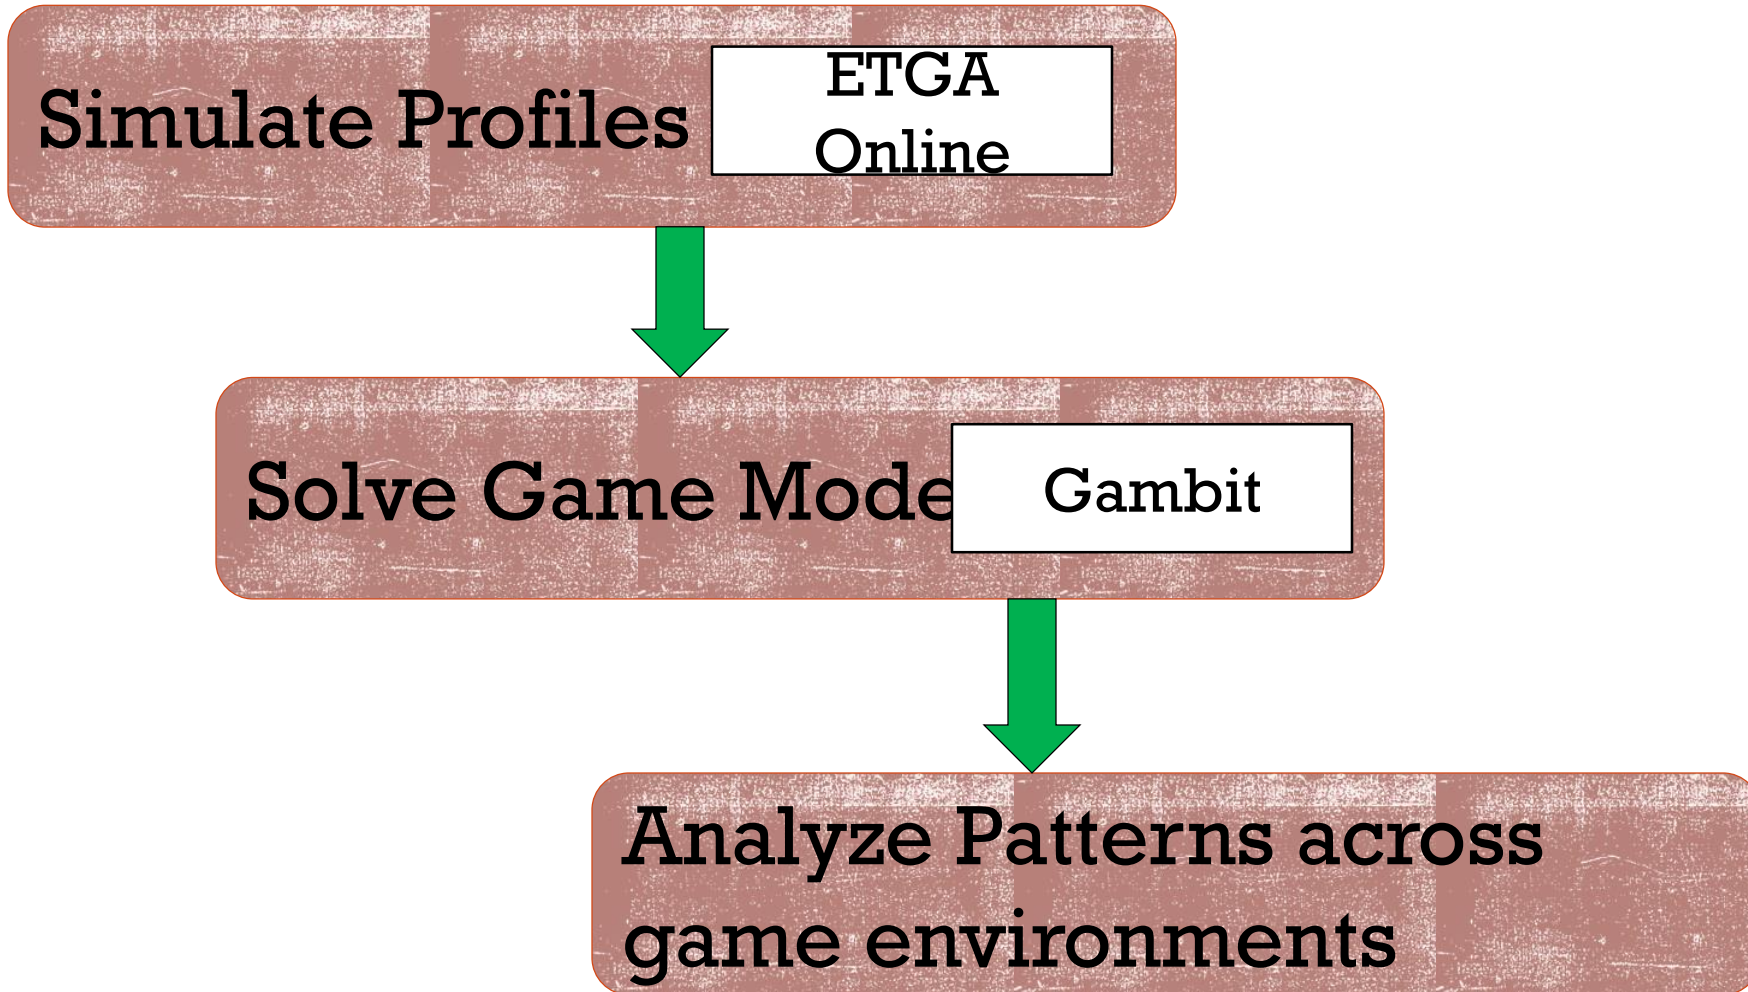 Simulate Profiles
ETGA
Online
Solve Game Mode
Gambit
Analyze Patterns across
game environments